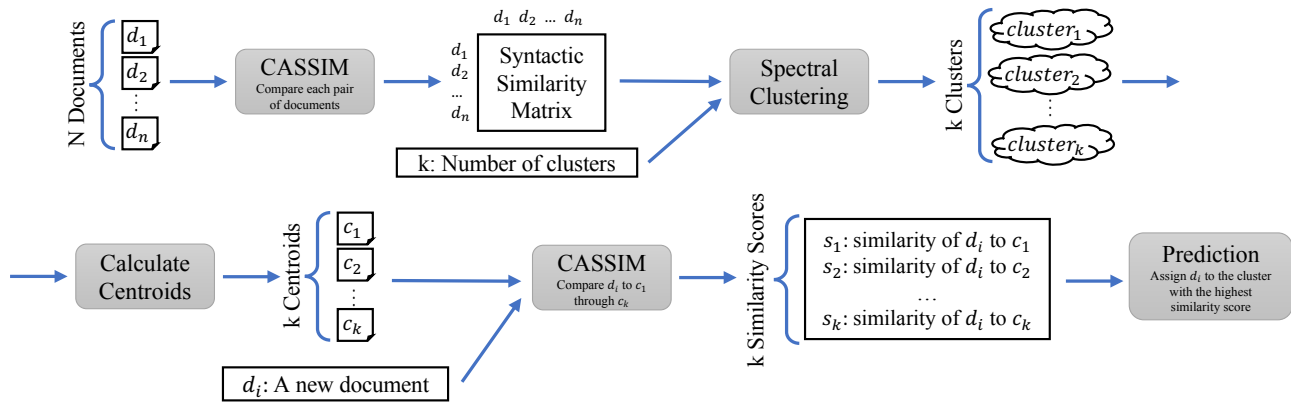 N Documents
d₁
d₂
⋮
dₙ
CASSIM
Compare each pair
of documents
d₁ d₂ ... dₙ
d₁
d₂
...
dₙ
Syntactic
Similarity
Matrix
k: Number of clusters
Spectral
Clustering
k Clusters
cluster₁
cluster₂
⋮
clusterₖ
Calculate
Centroids
k Centroids
c₁
c₂
⋮
cₖ
dᵢ: A new document
CASSIM
Compare dᵢ to c₁
through cₖ
k Similarity Scores
s₁: similarity of dᵢ to c₁
s₂: similarity of dᵢ to c₂
...
sₖ: similarity of dᵢ to cₖ
Prediction
Assign dᵢ to the cluster
with the highest
similarity score